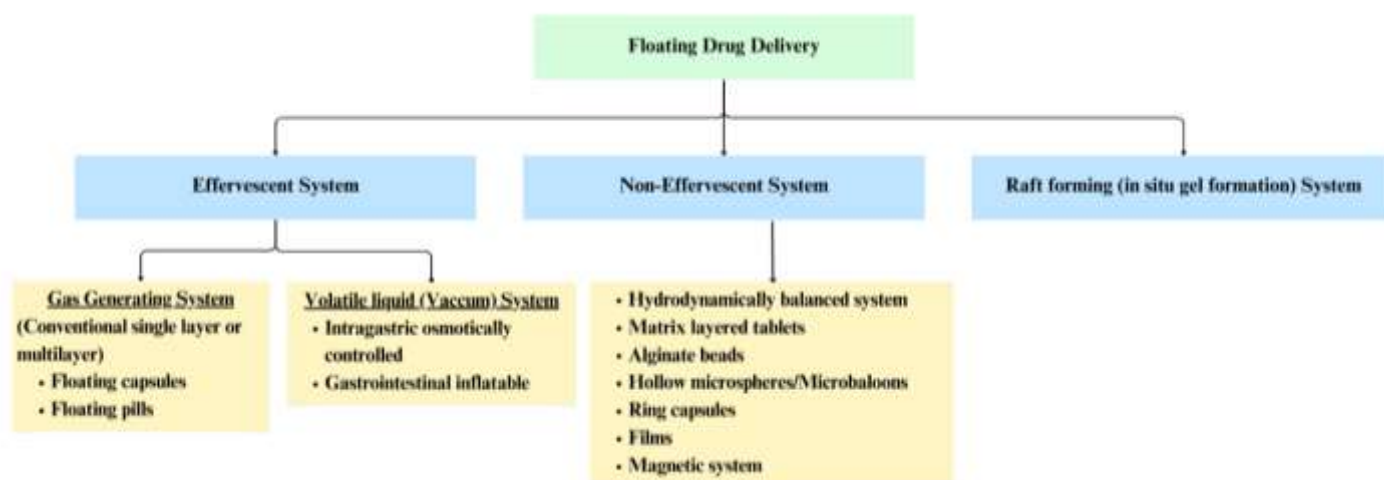 Floating Drug Delivery
Effervescent System
Non-Effervescent System
Raft forming (in situ gel formation) System
Gas Generating System
(Conventional single layer or
multilayer)
• Floating capsules
• Floating pills
Volatile liquid (Vaccum) System
• Intragastric osmotically
controlled
• Gastrointestinal inflatable
• Hydrodynamically balanced system
• Matrix layered tablets
• Alginate beads
• Hollow microspheres/Microbaloons
• Ring capsules
• Films
• Magnetic system